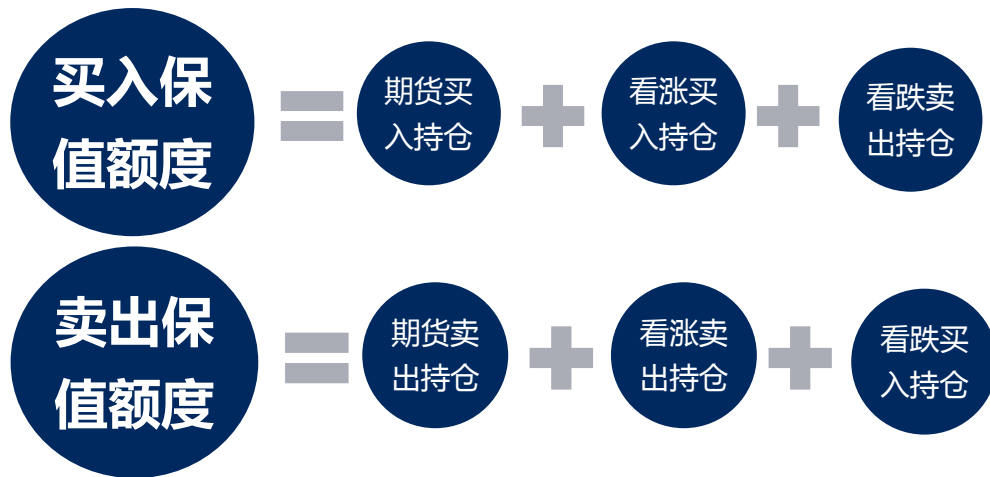 买入保
值额度
期货买
入持仓
看涨买
入持仓
看跌卖
出持仓
卖出保
值额度
期货卖
出持仓
看涨卖
出持仓
看跌买
入持仓